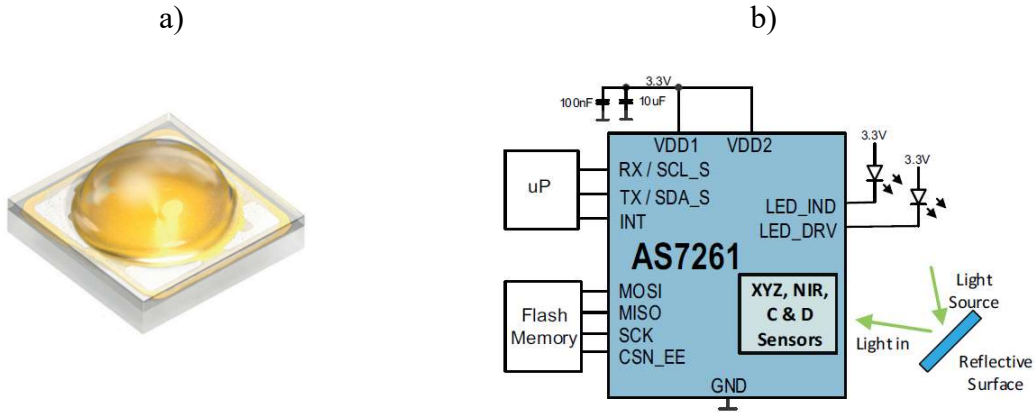 a)
b)
3.3V
100nF
10uF
VDD1
VDD2
3.3V
3.3V
uP
RX / SCL_S
TX / SDA_S
INT
LED_IND
LED_DRV
AS7261
Flash
Memory
MOSI
MISO
SCK
CSN_EE
XYZ, NIR,
C & D
Sensors
Light
Source
Light in
Reflective
Surface
GND